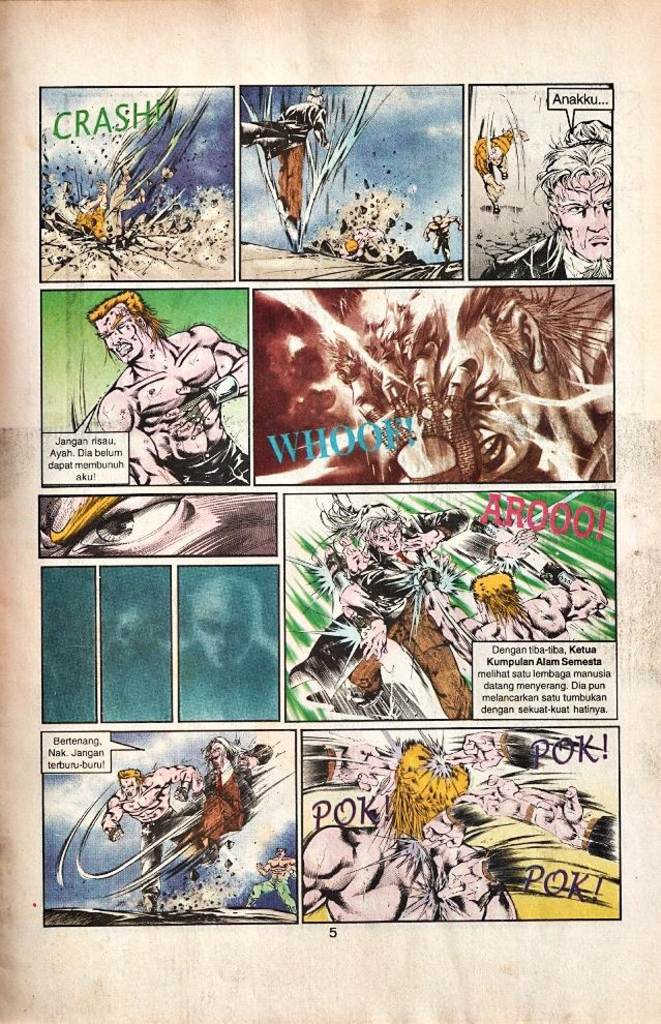 CRASH!
Anakku...
Jangan risau,
Ayah. Dia belum
dapat membunuh
aku!
WHOOF!
AROOO!
Dengan tiba-tiba, Ketua
Kumpulan Alam Semesta
melihat satu lembaga manusia
datang menyerang. Dia pun
melancarkan satu tumbukan
dengan sekuat-kuat hatinya.
Bertenang,
Nak. Jangan
terburu-buru!
POK!
POK!
POK!
5